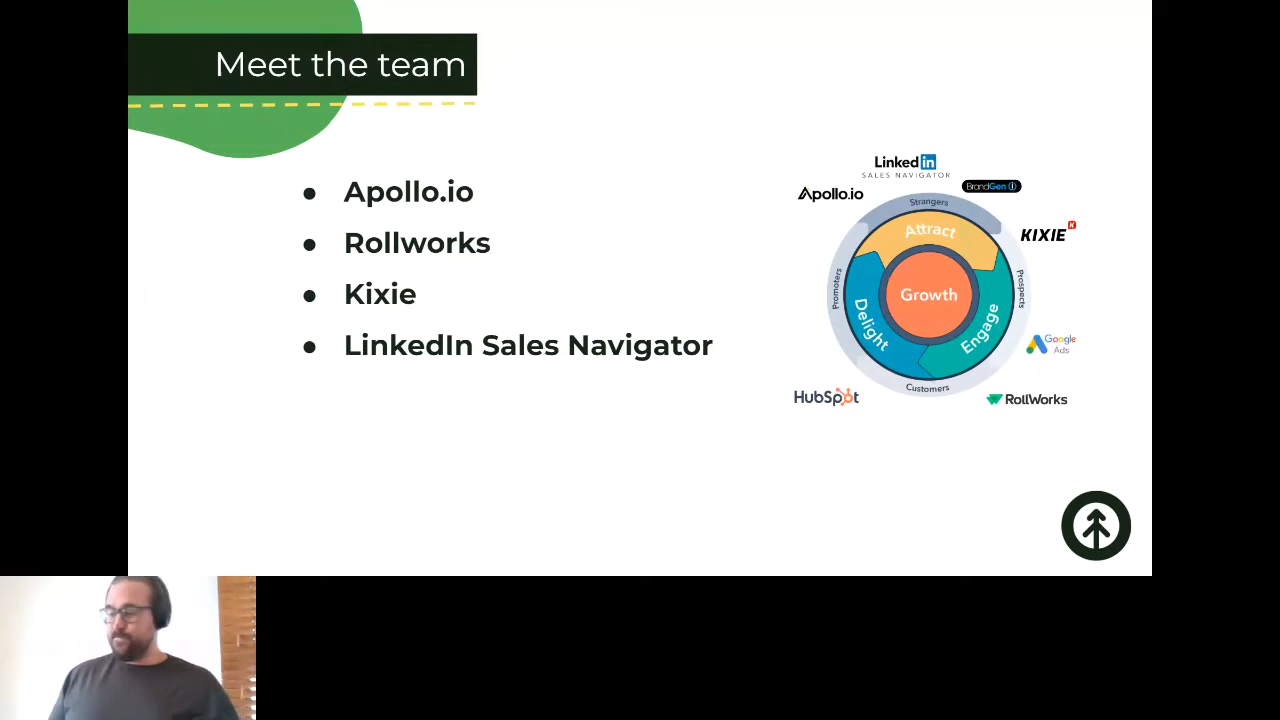 Meet the team
● Apollo.io
● Rollworks
● Kixie
● LinkedIn Sales Navigator
Linked in
SALES NAVIGATOR
Apollo.io
BrandGen
Strangers
Attract
KIXIE K
Promoters
Growth
Prospects
Delight
Engage
Google
Ads
Customers
HubSpot
RollWorks